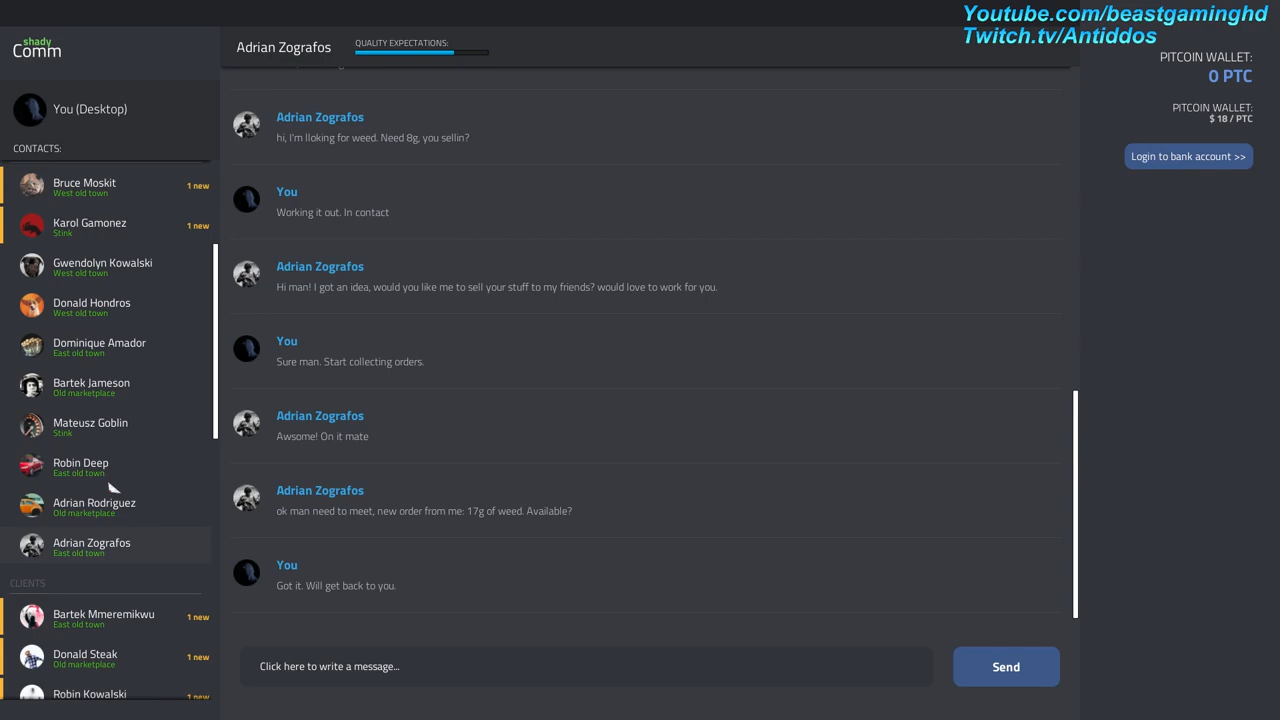 Youtube.com/beastgaminghd
Twitch.tv/Antiddos
shady
Comm
Adrian Zografos
QUALITY EXPECTATIONS:
PITCOIN WALLET:
0 PTC
PITCOIN WALLET:
$ 18 / PTC
Login to bank account >>
You (Desktop)
CONTACTS:
Bruce Moskit
West old town
1 new
Karol Gamonez
Stink
1 new
Gwendolyn Kowalski
West old town
Donald Hondros
West old town
Dominique Amador
East old town
Bartek Jameson
Old marketplace
Mateusz Goblin
Stink
Robin Deep
East old town
Adrian Rodriguez
Old marketplace
Adrian Zografos
East old town
CLIENTS
Bartek Mmeremikwu
East old town
1 new
Donald Steak
Old marketplace
1 new
Robin Kowalski
1 new
Adrian Zografos
hi, I'm lloking for weed. Need 8g, you sellin?
You
Working it out. In contact
Adrian Zografos
Hi man! I got an idea, would you like me to sell your stuff to my friends? would love to work for you.
You
Sure man. Start collecting orders.
Adrian Zografos
Awsome! On it mate
Adrian Zografos
ok man need to meet, new order from me: 17g of weed. Available?
You
Got it. Will get back to you.
Click here to write a message...
Send